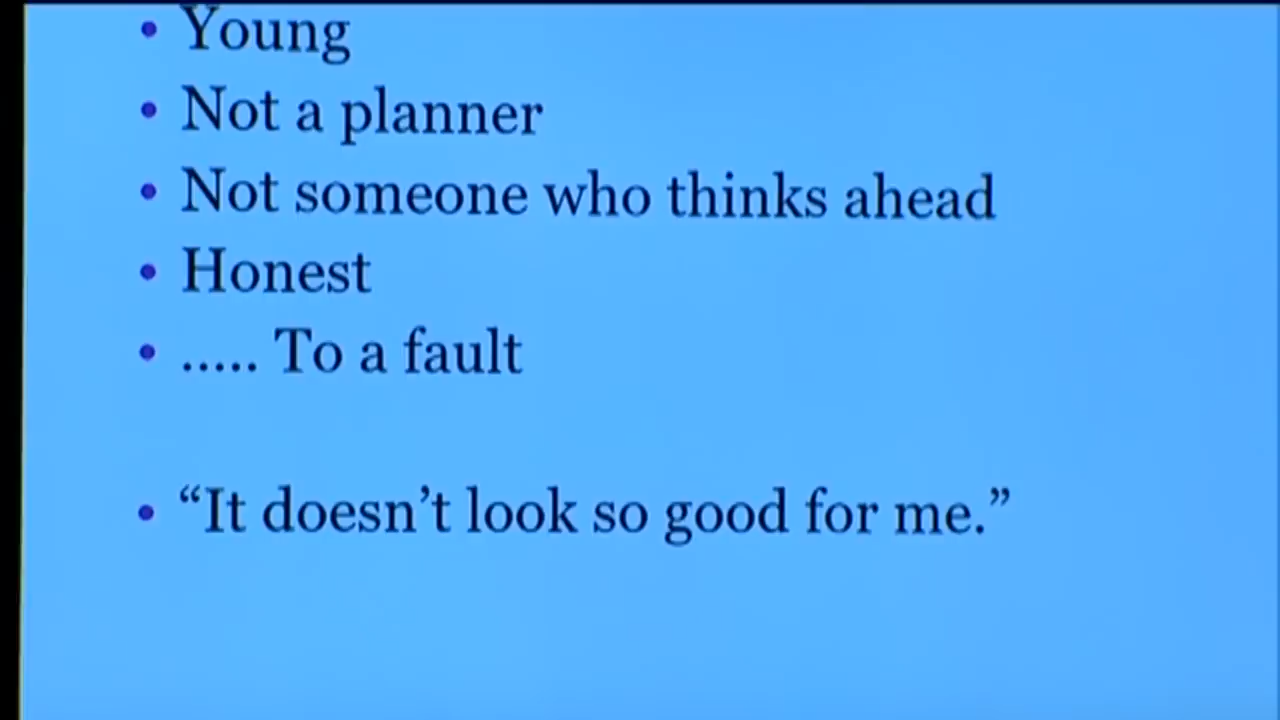 • Young
• Not a planner
• Not someone who thinks ahead
• Honest
• ..... To a fault
• “It doesn’t look so good for me.”